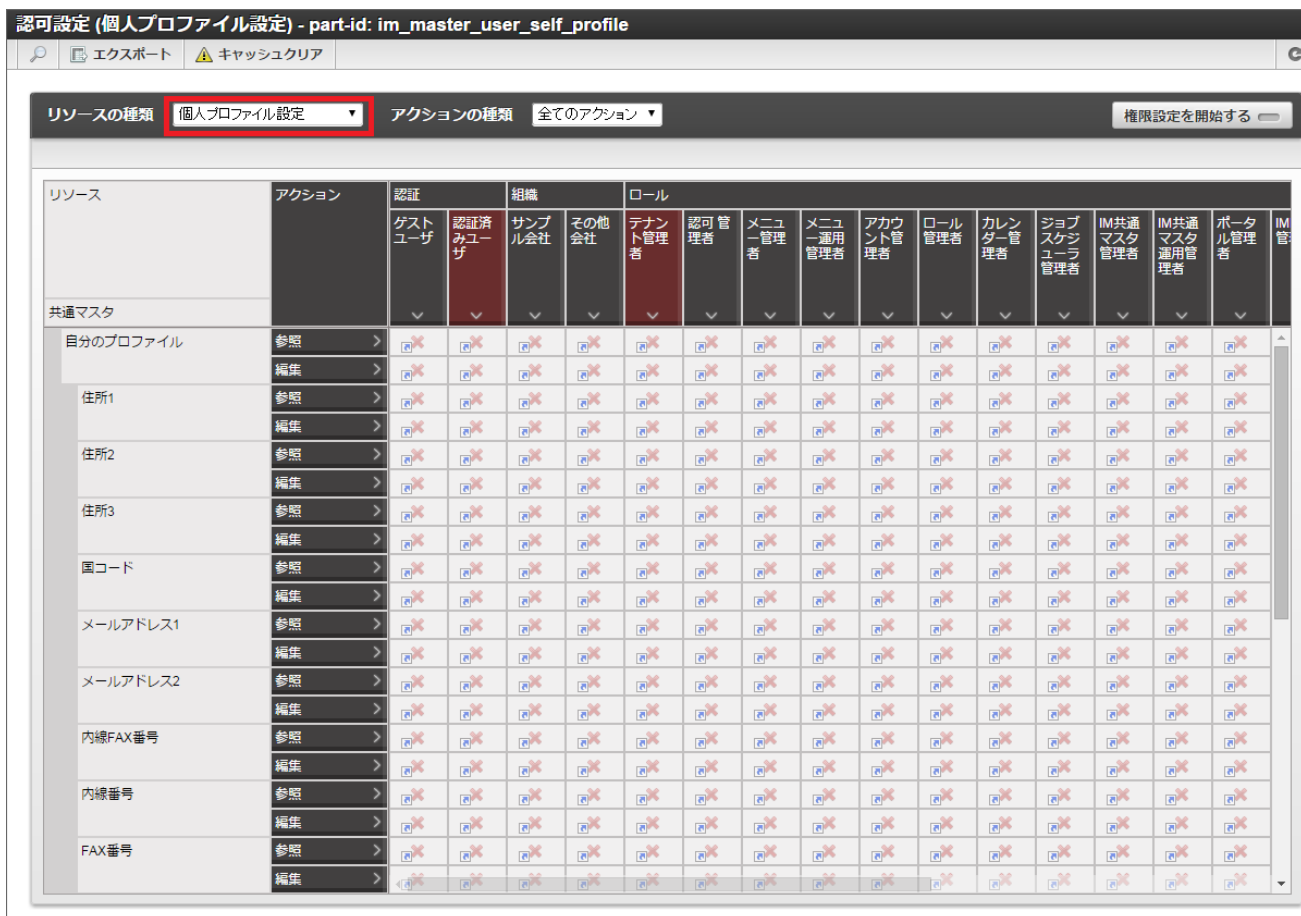 認可設定 (個人プロファイル設定) - part-id: im_master_user_self_profile
エクスポート キャッシュクリア
リソースの種類 個人プロファイル設定 アクションの種類 全てのアクション 権限設定を開始する
リソース アクション 認証 組織 ロール
ゲストユーザ 認証済みユーザ サンプル会社 その他会社 テナント管理者 認可 管理者 メニュー管理者 メニュー運用管理者 アカウント管理者 ロール管理者 カレンダー管理者 ジョブスケジューラ管理者 IM共通マスタ管理者 IM共通マスタ運用管理者 ポータル管理者 IM
共通マスタ
自分のプロファイル 参照
編集
住所1 参照
編集
住所2 参照
編集
住所3 参照
編集
国コード 参照
編集
メールアドレス1 参照
編集
メールアドレス2 参照
編集
内線FAX番号 参照
編集
内線番号 参照
編集
FAX番号 参照
編集